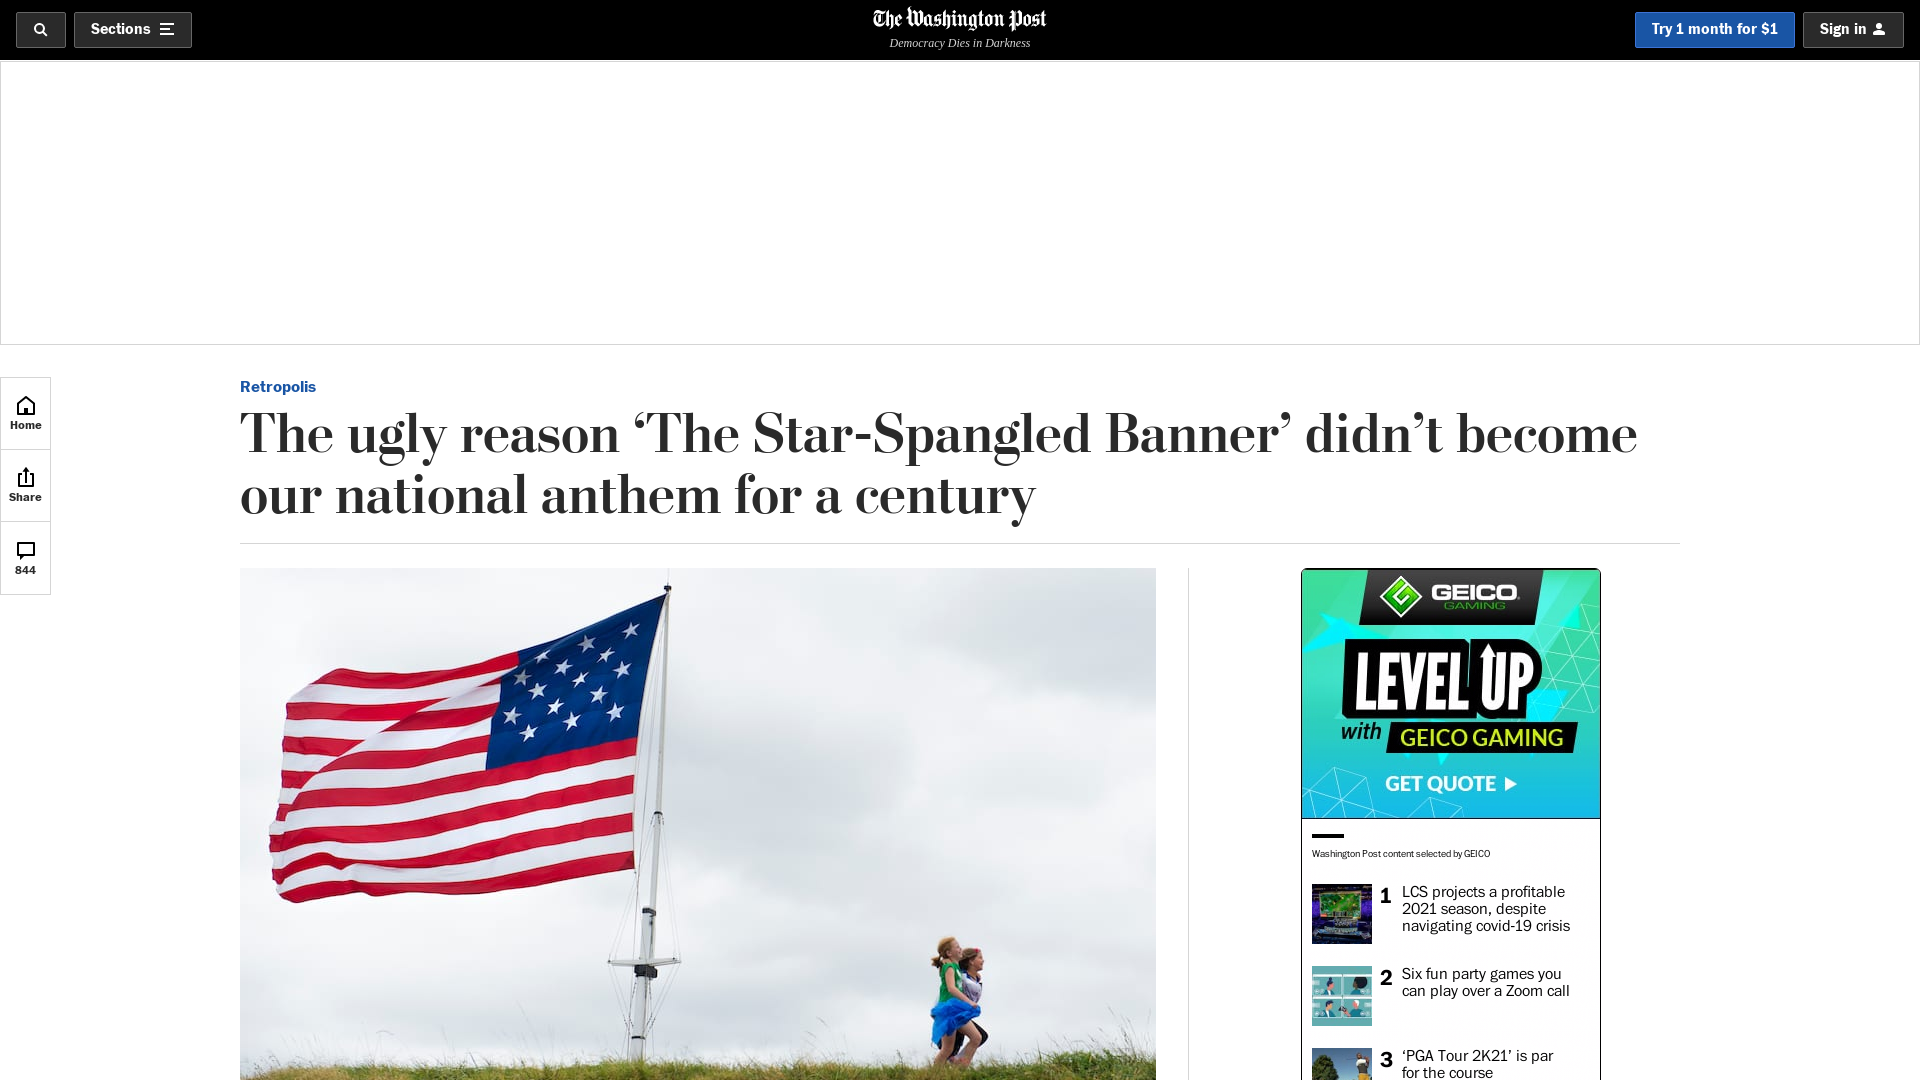 Sections
The Washington Post
Democracy Dies in Darkness
Try 1 month for $1
Sign in
Home
Share
844
Retropolis
The ugly reason ‘The Star-Spangled Banner’ didn’t become
our national anthem for a century
GEICO
GAMING
LEVEL UP
with GEICO GAMING
GET QUOTE
Washington Post content selected by GEICO
1 LCS projects a profitable
2021 season, despite
navigating covid-19 crisis
2 Six fun party games you
can play over a Zoom call
3 ‘PGA Tour 2K21’ is par
for the course